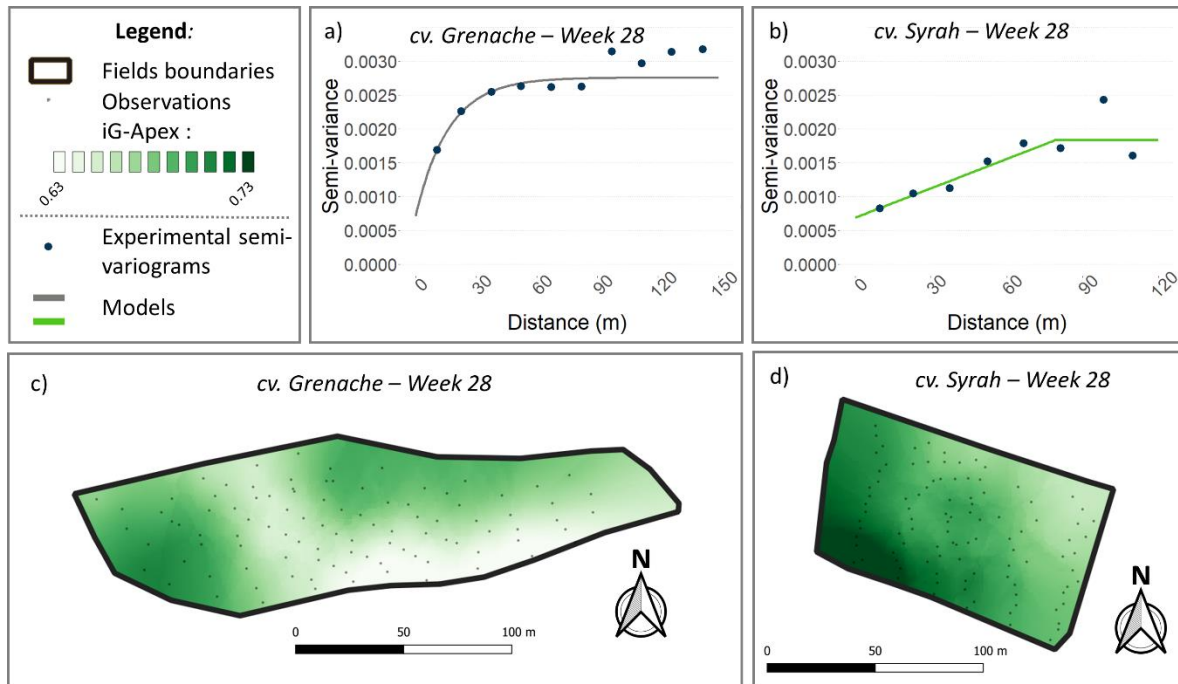 Legend:
Fields boundaries
Observations
iG-Apex :
0.63
0.73
Experimental semi-
variograms
Models
a)
cv. Grenache – Week 28
Semi-variance
0.0030
0.0025
0.0020
0.0015
0.0010
0.0005
0.0000
0 30 60 90 120 150
Distance (m)
b)
cv. Syrah – Week 28
Semi-variance
0.0030
0.0025
0.0020
0.0015
0.0010
0.0005
0.0000
0 30 60 90 120
Distance (m)
c)
cv. Grenache – Week 28
N
0 50 100 m
d)
cv. Syrah – Week 28
N
0 50 100 m